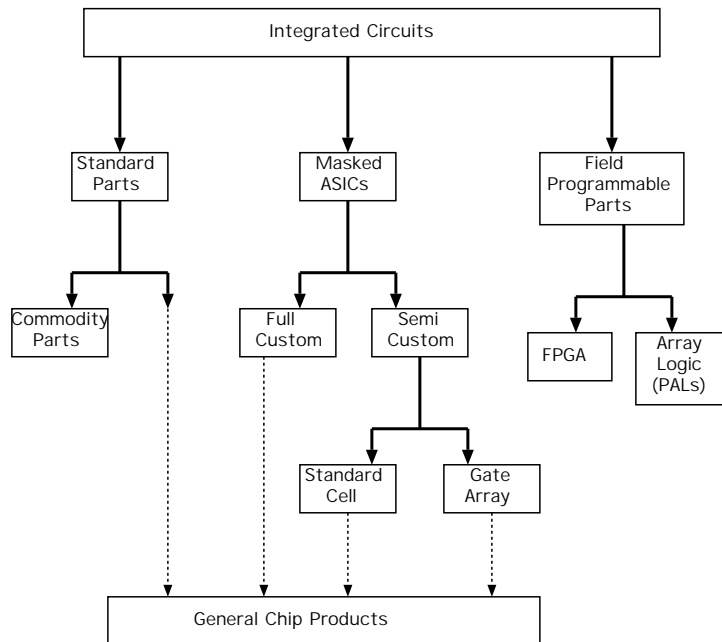 Integrated Circuits
Standard
Parts
Masked
ASICs
Field
Programmable
Parts
Commodity
Parts
Full
Custom
Semi
Custom
FPGA
Array
Logic
(PALs)
Standard
Cell
Gate
Array
General Chip Products